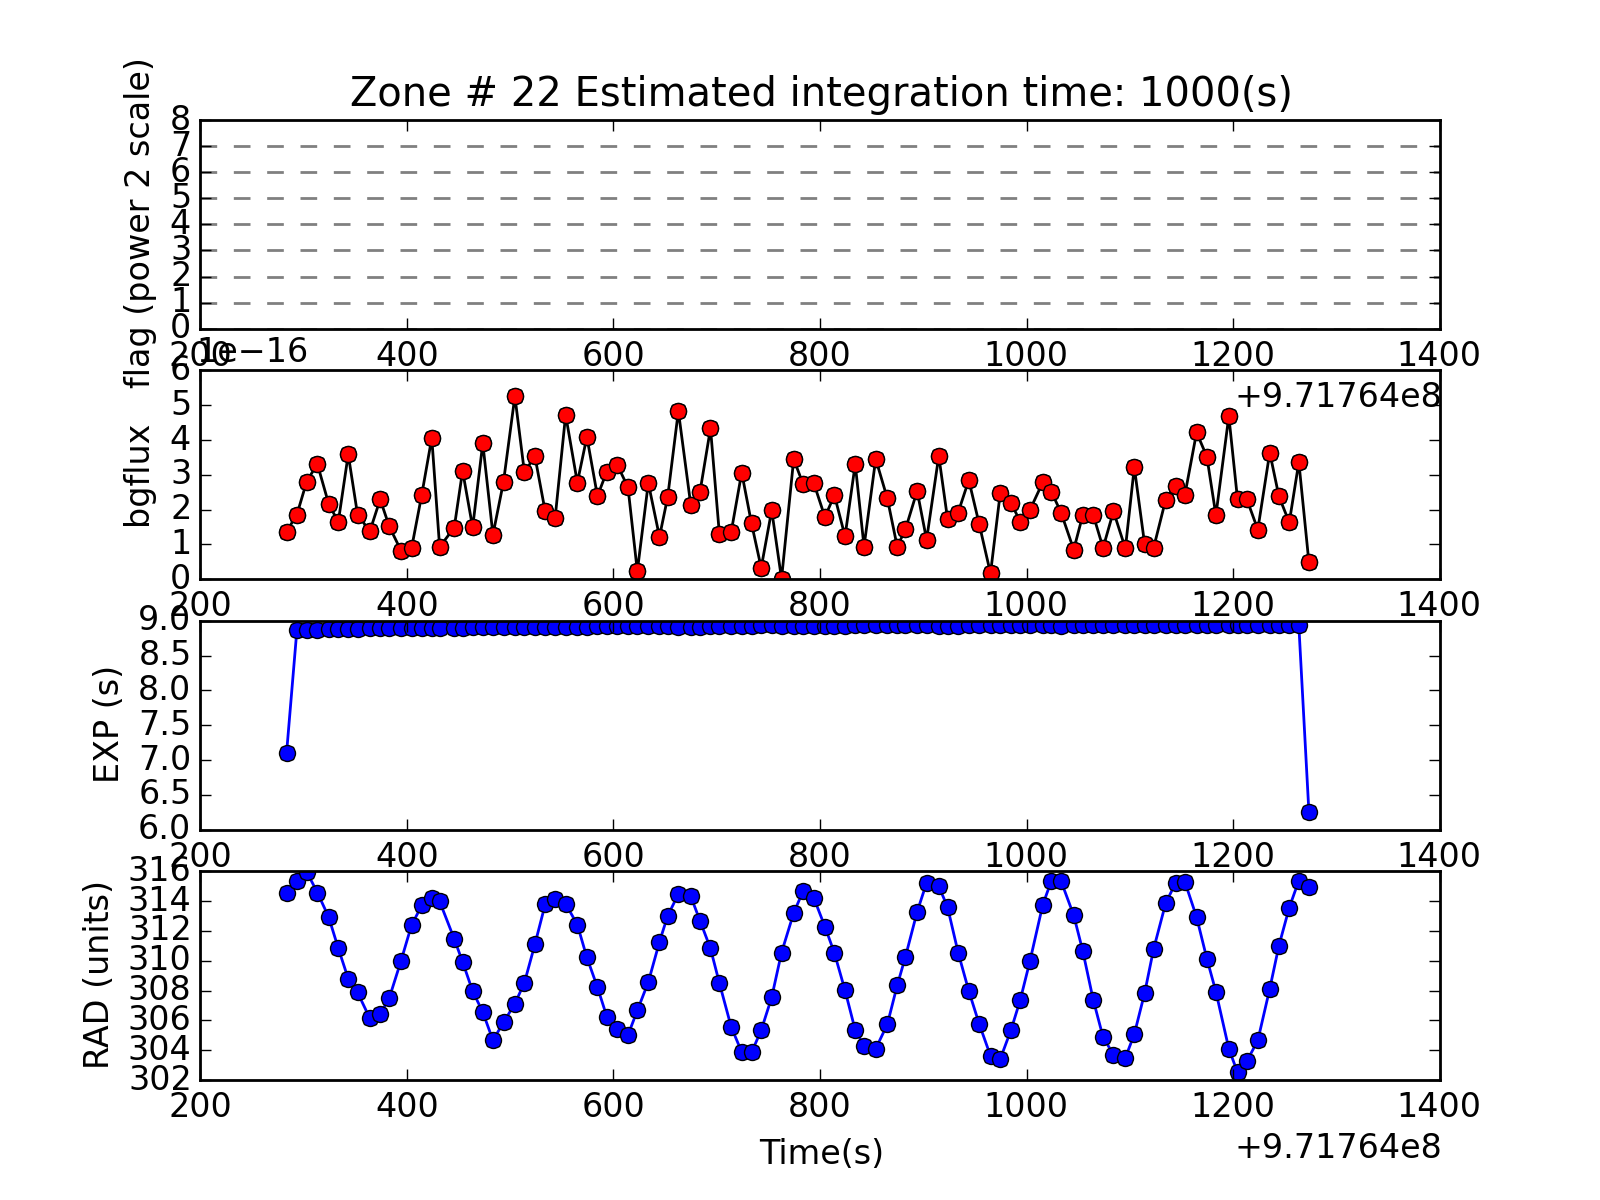 Zone # 22 Estimated integration time: 1000(s)
flag (power 2 scale)
8
7
6
5
4
3
2
1
0
200 400 600 800 1000 1200 1400
1e−16
+9.71764e8
bgflux
6
5
4
3
2
1
0
200 400 600 800 1000 1200 1400
EXP (s)
9.0
8.5
8.0
7.5
7.0
6.5
6.0
200 400 600 800 1000 1200 1400
RAD (units)
316
314
312
310
308
306
304
302
200 400 600 800 1000 1200 1400
Time(s)
+9.71764e8